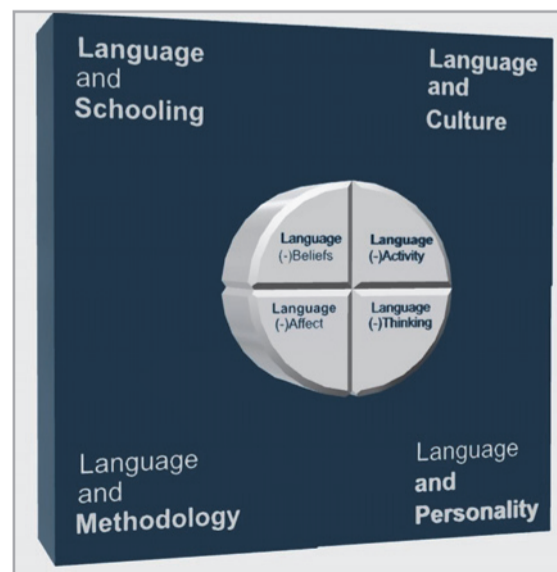 Language
and
Schooling
Language
and
Culture
Language
(-)Beliefs
Language
(-)Activity
Language
(-)Affect
Language
(-)Thinking
Language
and
Methodology
Language
and
Personality